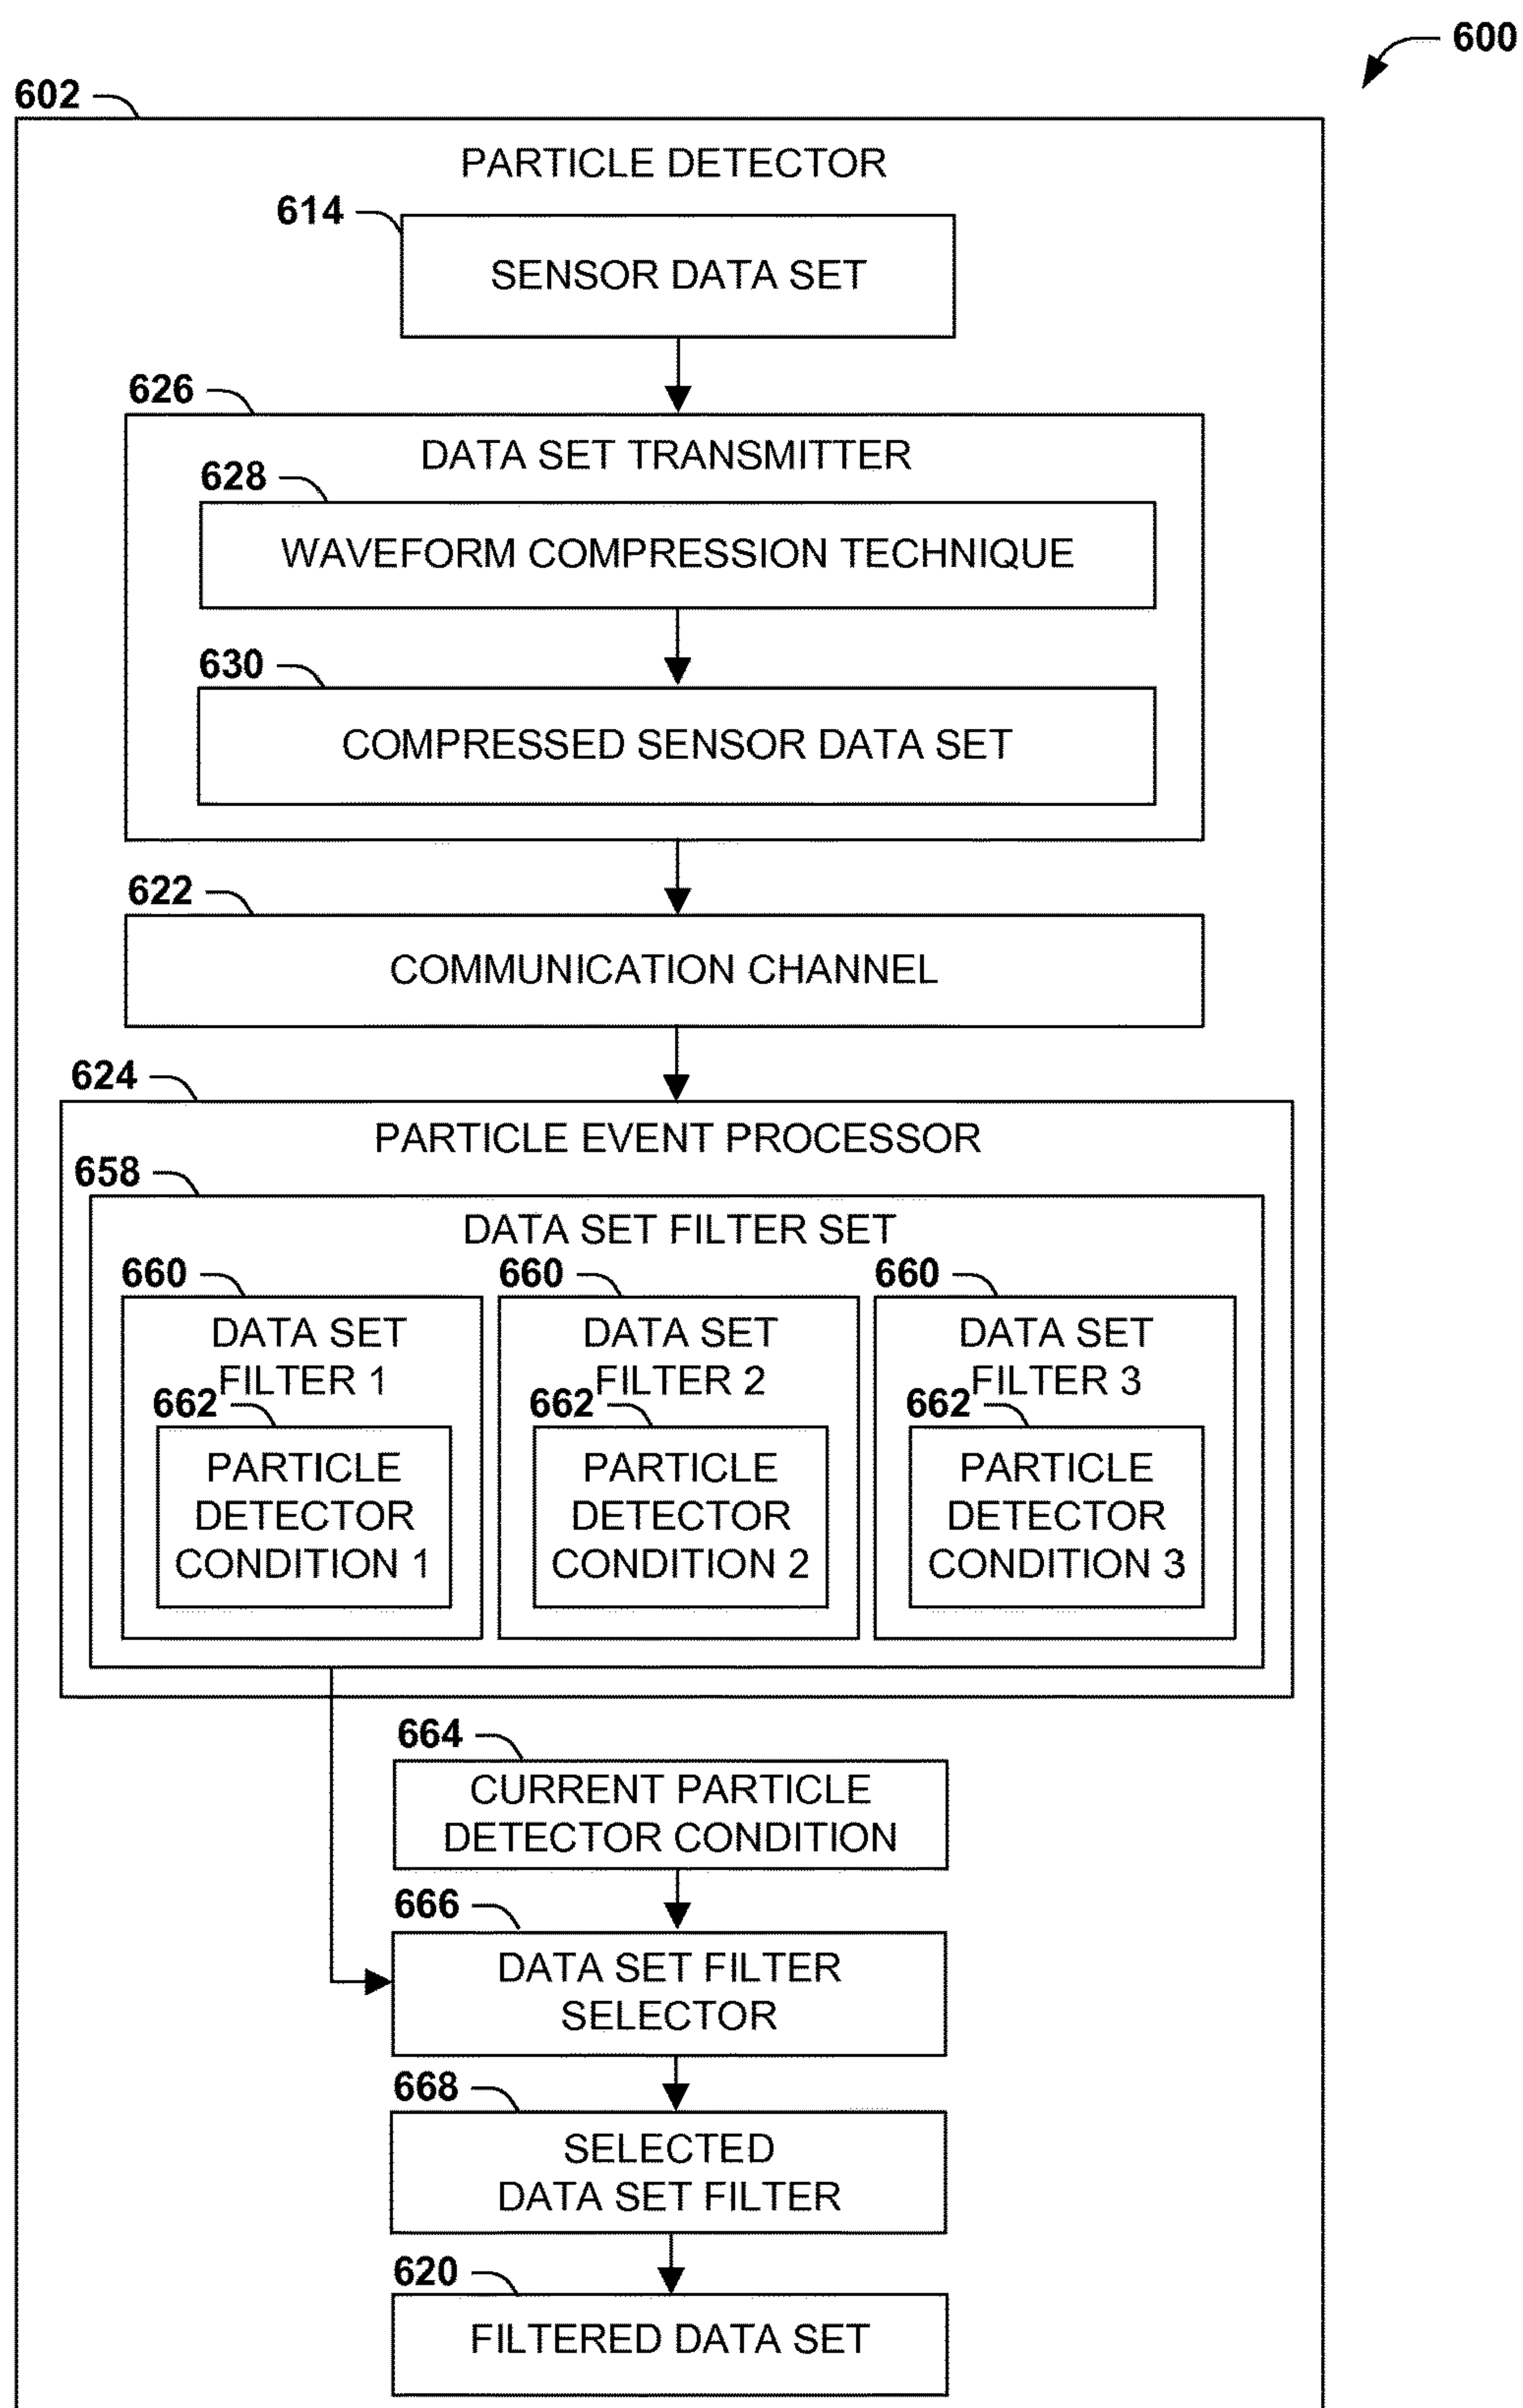 600
602
PARTICLE DETECTOR
614
SENSOR DATA SET
626
DATA SET TRANSMITTER
628
WAVEFORM COMPRESSION TECHNIQUE
630
COMPRESSED SENSOR DATA SET
622
COMMUNICATION CHANNEL
624
PARTICLE EVENT PROCESSOR
658
DATA SET FILTER SET
660
DATA SET
FILTER 1
662
PARTICLE
DETECTOR
CONDITION 1
660
DATA SET
FILTER 2
662
PARTICLE
DETECTOR
CONDITION 2
660
DATA SET
FILTER 3
662
PARTICLE
DETECTOR
CONDITION 3
664
CURRENT PARTICLE
DETECTOR CONDITION
666
DATA SET FILTER
SELECTOR
668
SELECTED
DATA SET FILTER
620
FILTERED DATA SET